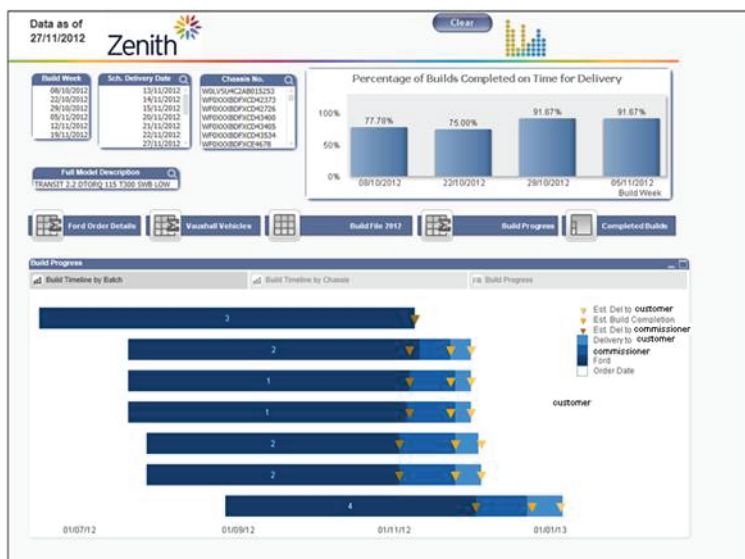 Data as of
27/11/2012
Zenith
Clear
Build Week
08/10/2012
22/10/2012
29/10/2012
05/11/2012
12/11/2012
19/11/2012
Sch. Delivery Date
13/11/2012
14/11/2012
15/11/2012
20/11/2012
21/11/2012
22/11/2012
27/11/2012
Chassis No.
W0LVSU4C2AB015253
WF0XXXBDFXCD42373
WF0XXXBDFXCD42726
WF0XXXBDFXCD43400
WF0XXXBDFXCD43405
WF0XXXBDFXCD43534
WF0XXXBDFXCE4678
Full Model Description
TRANSIT 2.2 DTORQ 115 T300 SWB LOW
Percentage of Builds Completed on Time for Delivery
100%
50%
0%
77.78%
75.00%
91.67%
91.67%
08/10/2012
22/10/2012
29/10/2012
05/11/2012
Build Week
Ford Order Details
Vauxhall Vehicles
Build File 2012
Build Progress
Completed Builds
Build Progress
Build Timeline by Batch
Build Timeline by Chassis
Build Progress
3
2
1
1
2
2
4
Est. Del to customer
Est. Build Completion
Est. Del to commissioner
Delivery to customer
commissioner
Ford
Order Date
customer
01/07/12
01/09/12
01/11/12
01/01/13